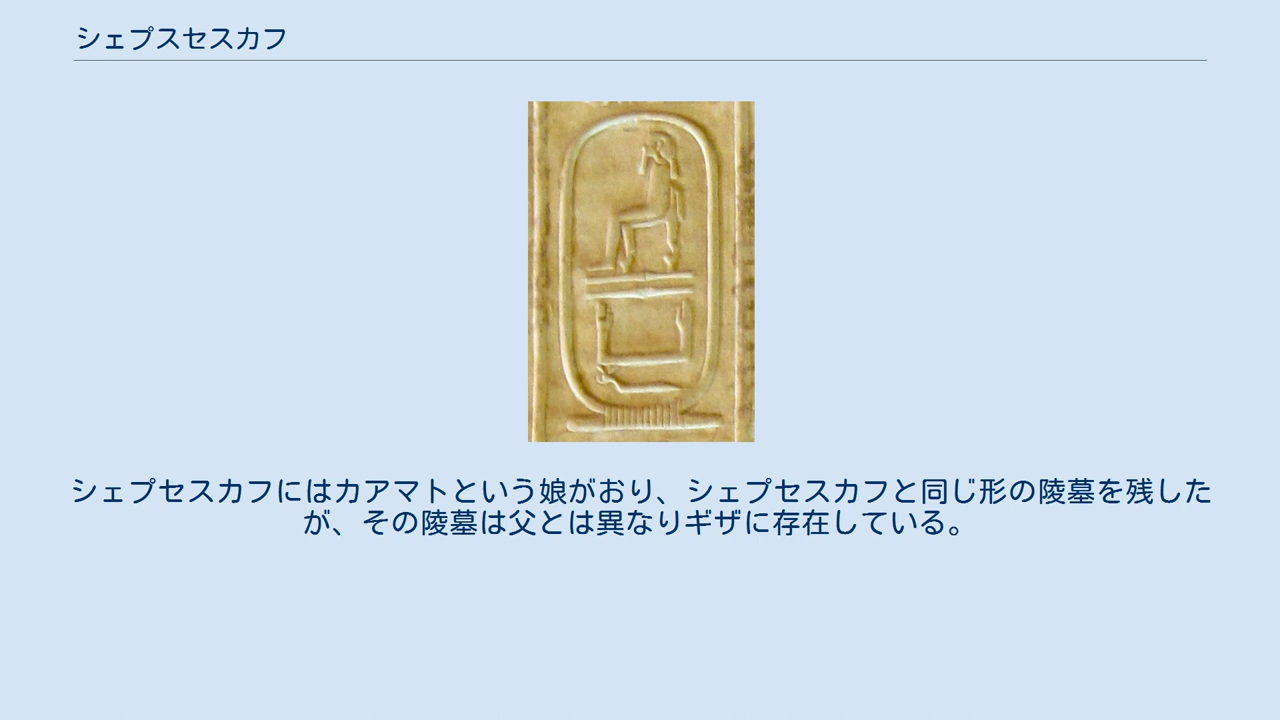 シェプスセスカフ
シェプセスカフにはカアマトという娘がおり、シェプセスカフと同じ形の陵墓を残した
が、その陵墓は父とは異なりギザに存在している。